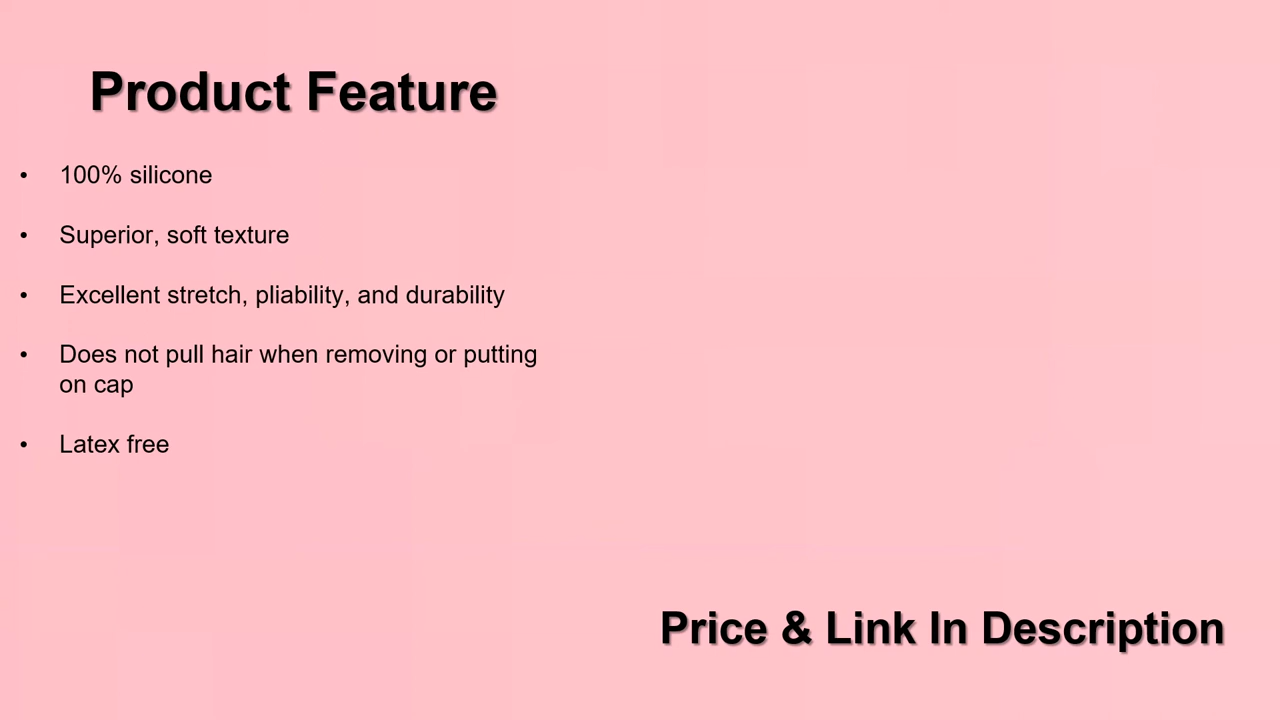 Product Feature
• 100% silicone
• Superior, soft texture
• Excellent stretch, pliability, and durability
• Does not pull hair when removing or putting
on cap
• Latex free
Price & Link In Description